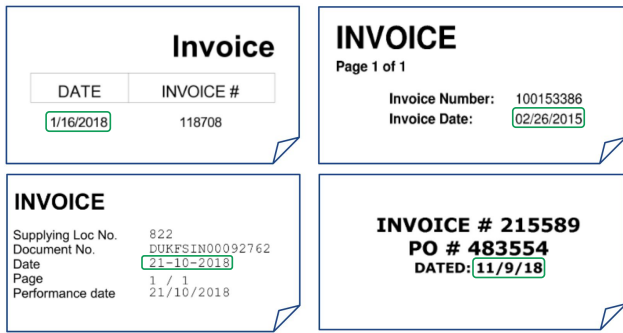 Invoice
DATE INVOICE #
1/16/2018 118708
INVOICE
Page 1 of 1
Invoice Number: 100153386
Invoice Date: 02/26/2015
INVOICE
Supplying Loc No. 822
Document No. DUKFSIN00092762
Date 21-10-2018
Page 1 / 1
Performance date 21/10/2018
INVOICE # 215589
PO # 483554
DATED: 11/9/18